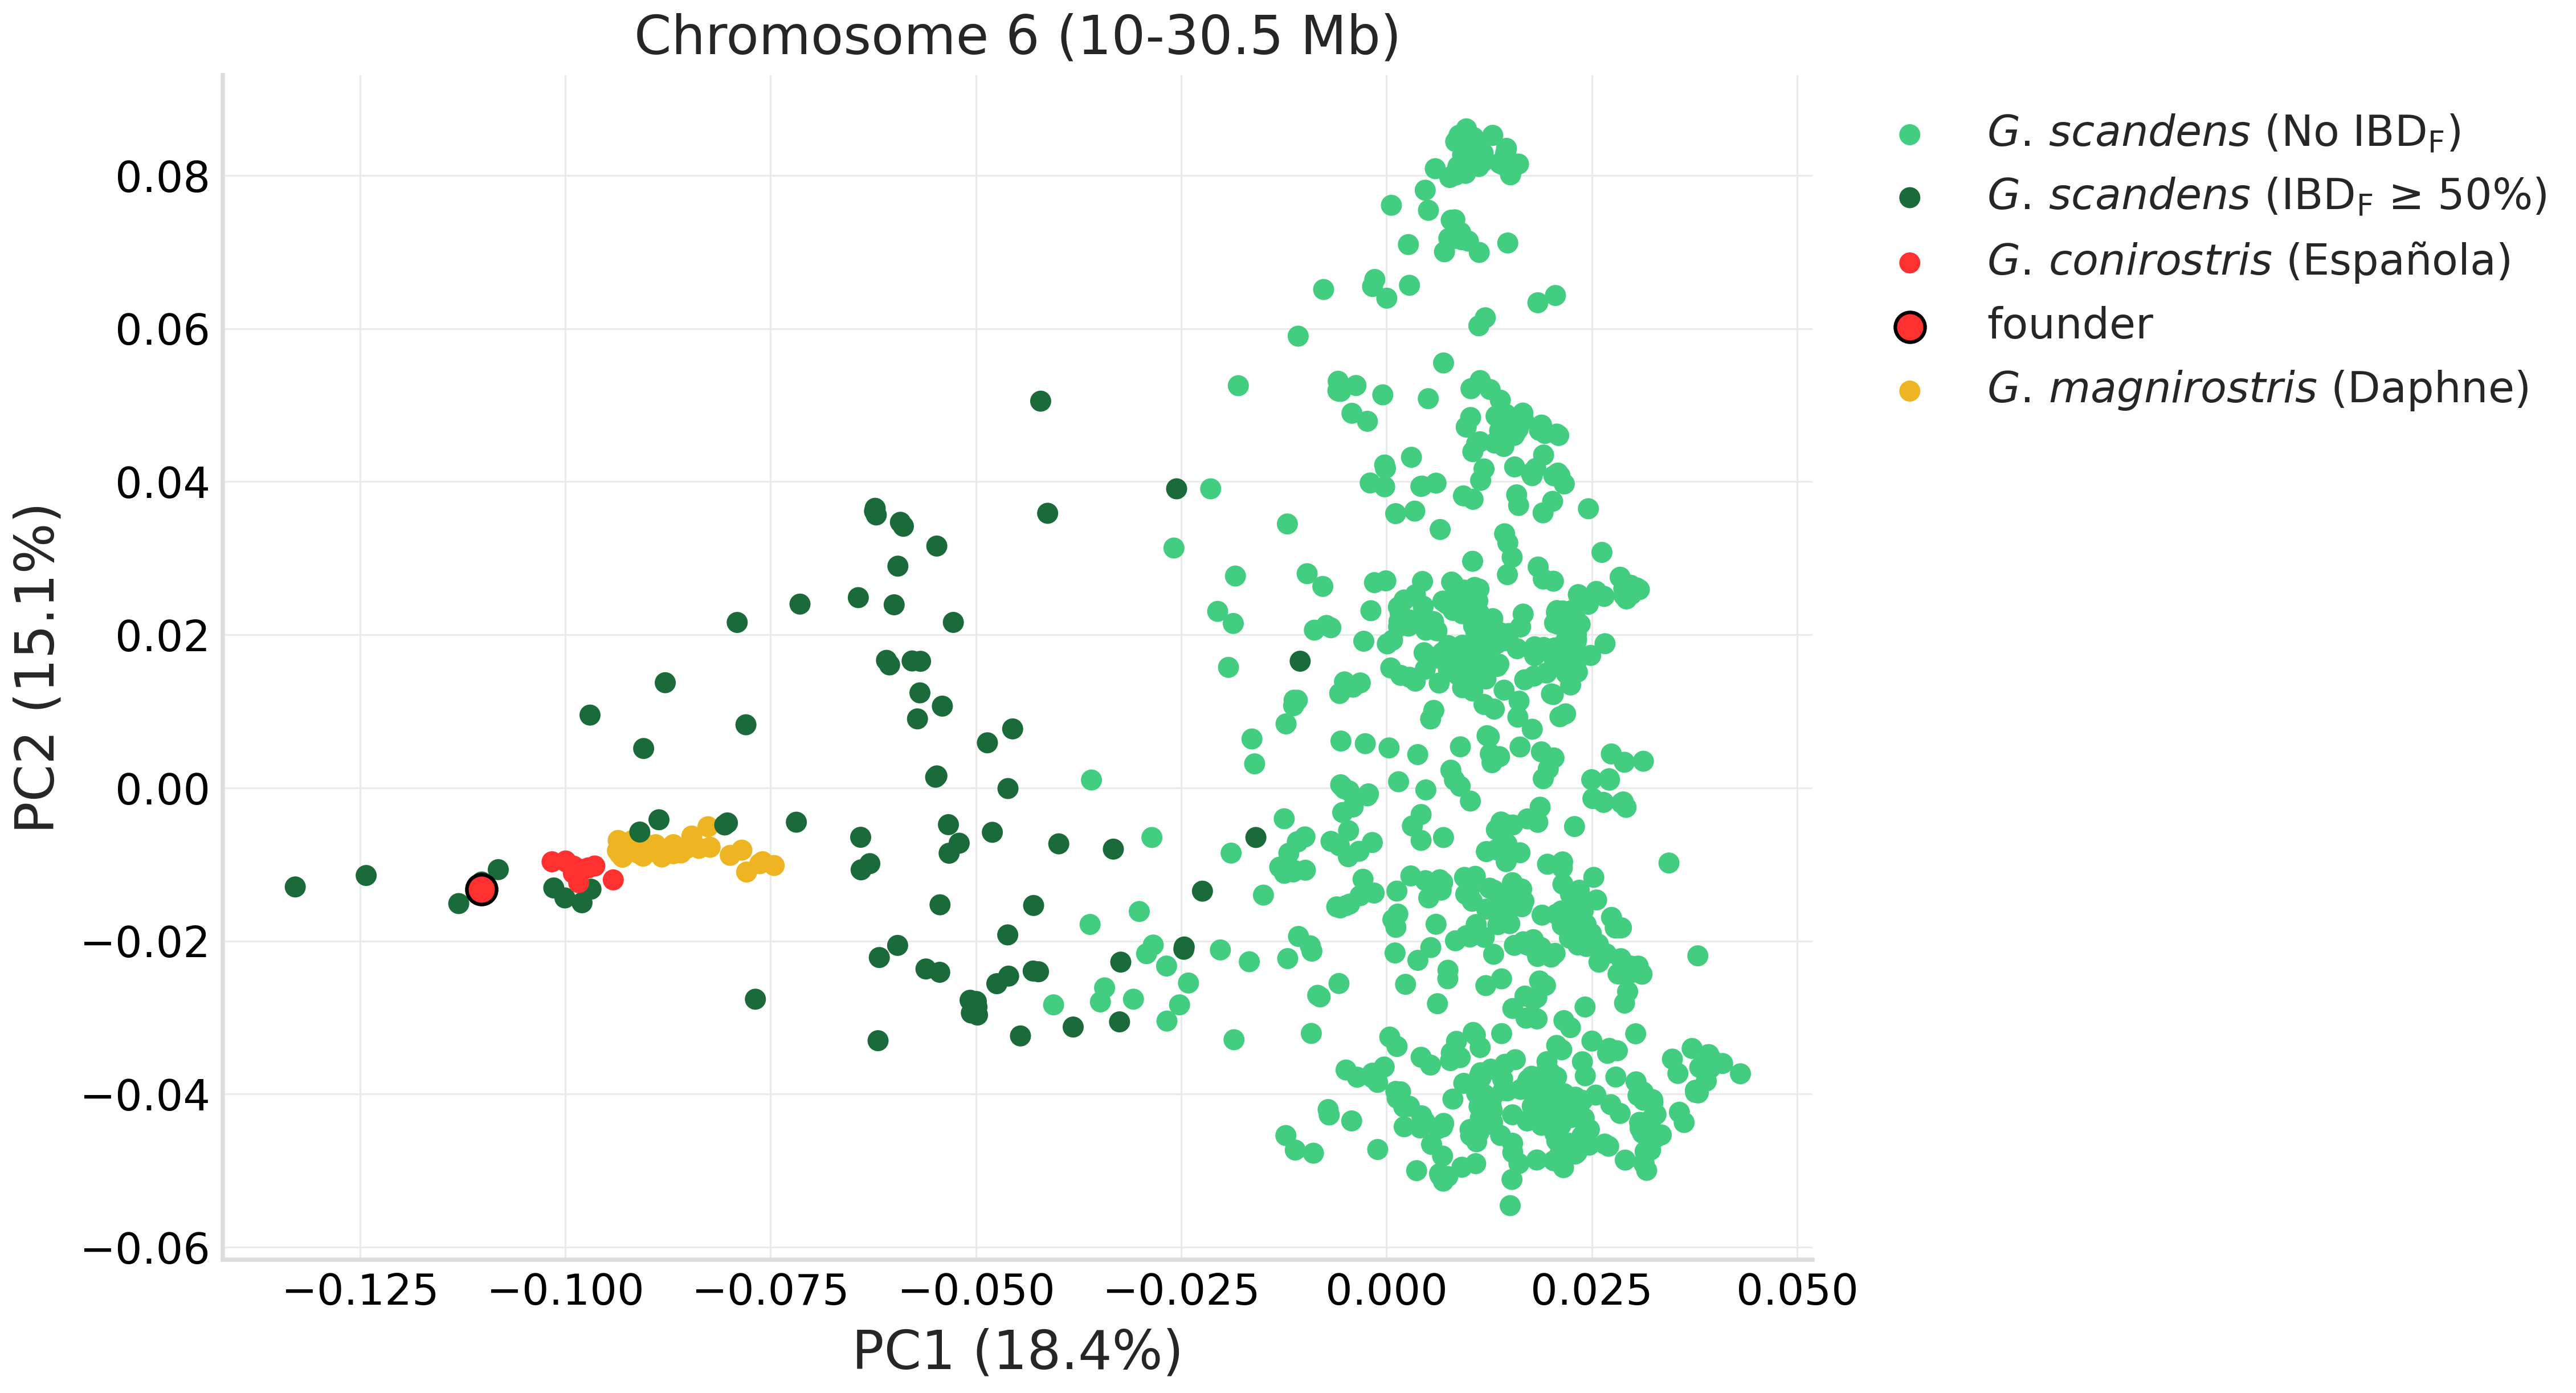 Chromosome 6 (10-30.5 Mb)
G. scandens (No IBDF)
G. scandens (IBDF ≥ 50%)
G. conirostris (Española)
founder
G. magnirostris (Daphne)
PC2 (15.1%)
0.08
0.06
0.04
0.02
0.00
−0.02
−0.04
−0.06
−0.125 −0.100 −0.075 −0.050 −0.025 0.000 0.025 0.050
PC1 (18.4%)